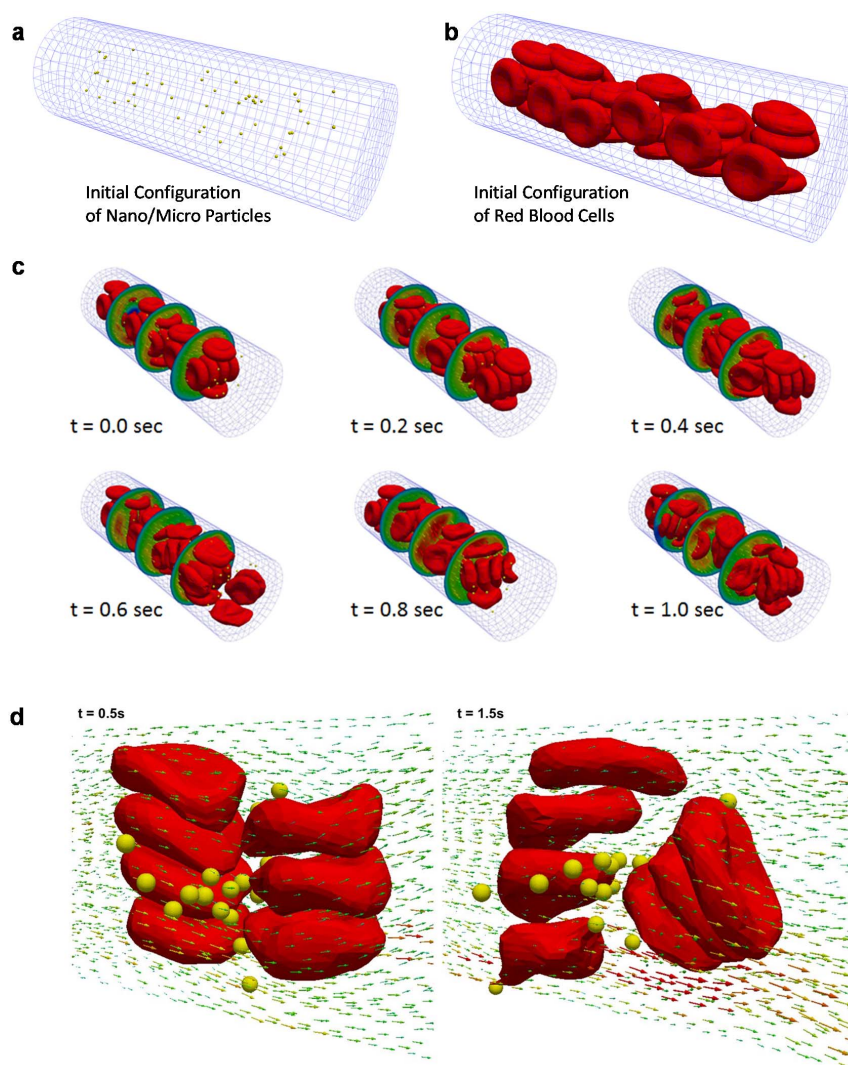 a
b
Initial Configuration
of Nano/Micro Particles
Initial Configuration
of Red Blood Cells
c
t = 0.0 sec
t = 0.2 sec
t = 0.4 sec
t = 0.6 sec
t = 0.8 sec
t = 1.0 sec
d
t = 0.5s
t = 1.5s